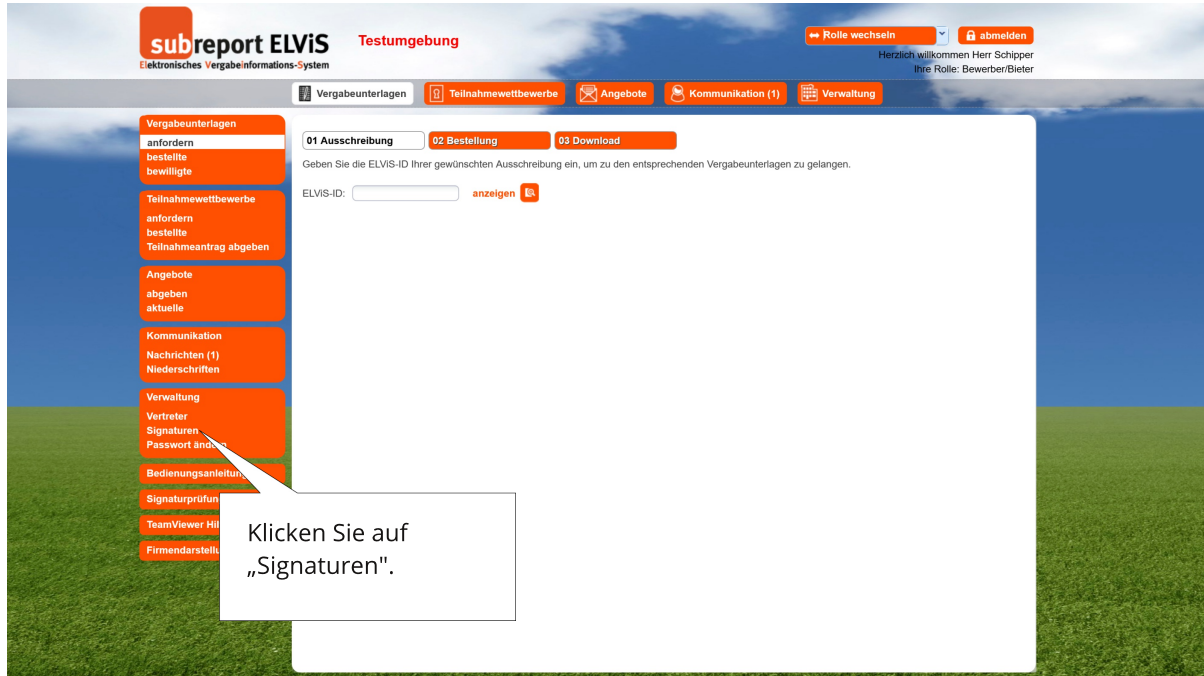 subreport ELViS
Elektronisches Vergabeinformations-System
Testumgebung
Rolle wechseln
abmelden
Herzlich willkommen Herr Schipper
Ihre Rolle: Bewerber/Bieter
Vergabeunterlagen
Teilnahmewettbewerbe
Angebote
Kommunikation (1)
Verwaltung
Vergabeunterlagen
anfordern
bestellte
bewilligte
Teilnahmewettbewerbe
anfordern
bestellte
Teilnahmeantrag abgeben
Angebote
abgeben
aktuelle
Kommunikation
Nachrichten (1)
Niederschriften
Verwaltung
Vertreter
Signaturen
Passwort ändern
Bedienungsanleitung
Signaturprüfun
TeamViewer Hil
Firmendarstellu
01 Ausschreibung
02 Bestellung
03 Download
Geben Sie die ELViS-ID Ihrer gewünschten Ausschreibung ein, um zu den entsprechenden Vergabeunterlagen zu gelangen.
ELViS-ID:
anzeigen
Klicken Sie auf
„Signaturen".